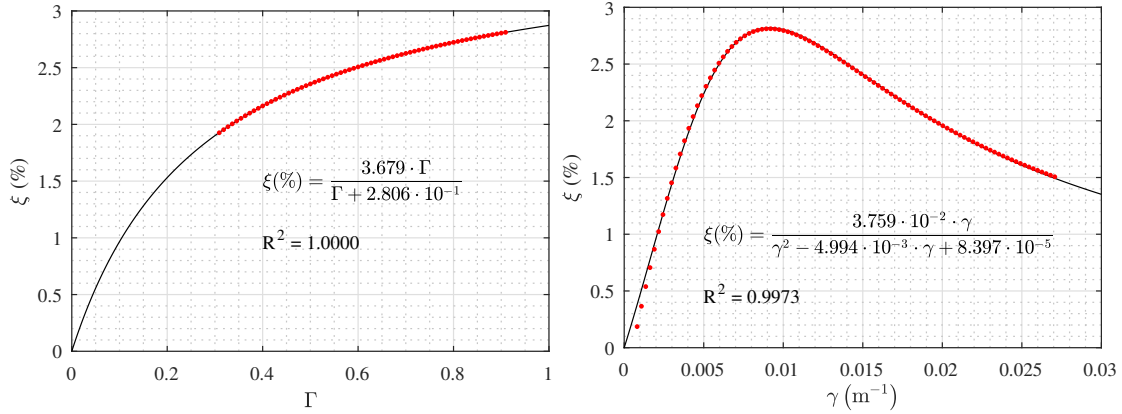 3
2.5
2
1.5
1
0.5
0
0 0.2 0.4 0.6 0.8 1
ξ (%)
Γ
ξ(%) = 3.679 · Γ / Γ + 2.806 · 10⁻¹
R² = 1.0000
3
2.5
2
1.5
1
0.5
0
0 0.005 0.01 0.015 0.02 0.025 0.03
ξ (%)
γ (m⁻¹)
ξ(%) = 3.759 · 10⁻² · γ / γ² − 4.994 · 10⁻³ · γ + 8.397 · 10⁻⁵
R² = 0.9973